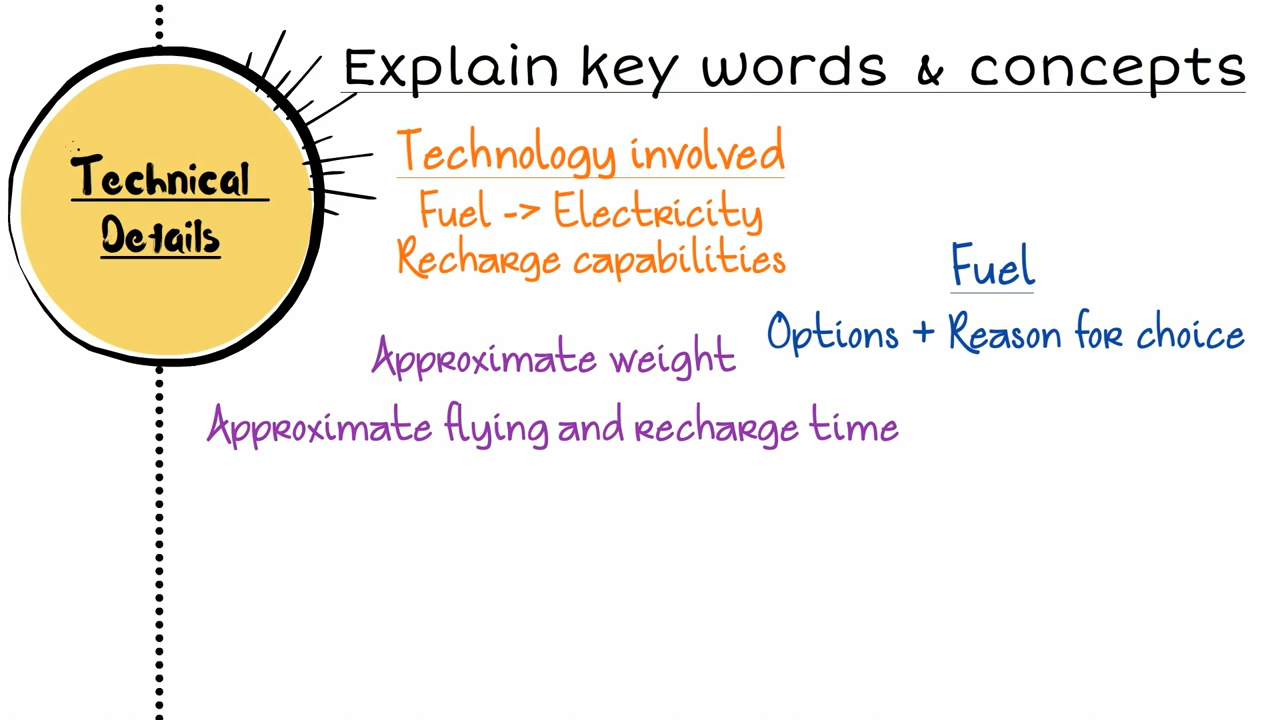 Explain key words & concepts
Technical
Details
Technology involved
Fuel -> Electricity
Recharge capabilities
Fuel
Options + Reason for choice
Approximate weight
Approximate flying and recharge time